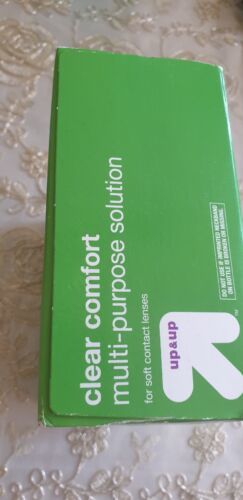 clear comfort
multi-purpose solution
for soft contact lenses
DO NOT USE IF IMPRINTED NECKBAND
ON BOTTLE IS BROKEN OR MISSING.
up&up
™